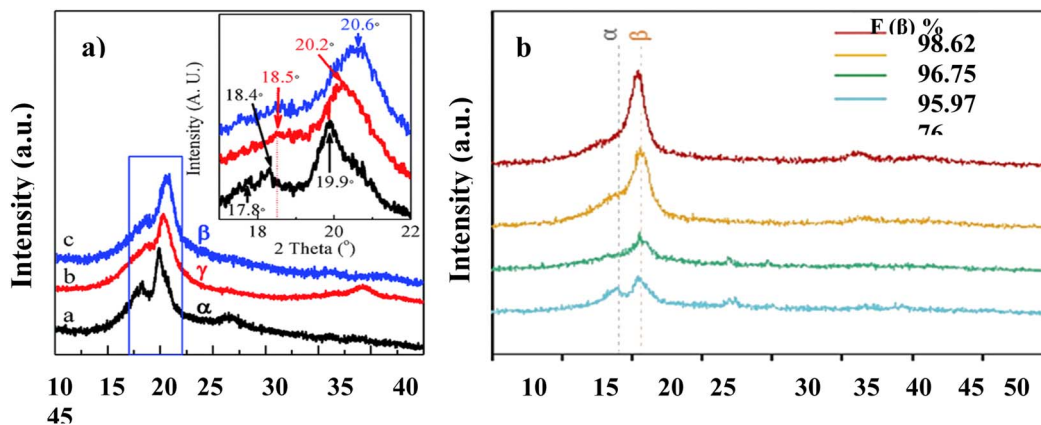 a)
Intensity (a.u.)
c
b
a
β
γ
α
10 15 20 25 30 35 40
45
Intensity (A. U.)
20.6°
20.2°
18.5°
18.4°
19.9°
17.8°
18 20 22
2 Theta (°)
b
Intensity (a.u.)
α β
F (β) %
98.62
96.75
95.97
76
10 15 20 25 30 40 45 50